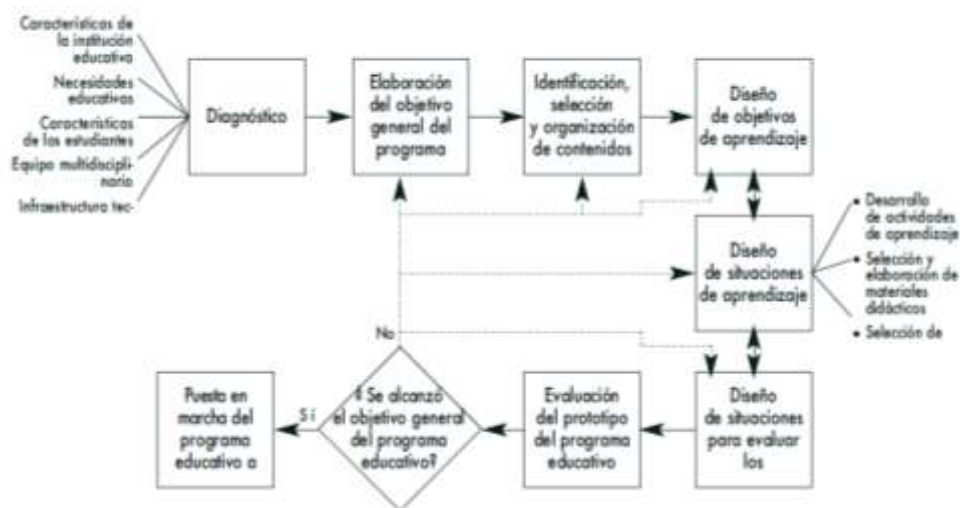 Características de
la institución
educativa
Necesidades
educativas
Características
de los estudiantes
Equipo multidiscipli-
nario
Infraestructura tec-
Diagnóstico
Elaboración
del objetivo
general del
programa
Identificación,
selección
y organización
de contenidos
Diseño
de objetivos
de aprendizaje
Diseño
de situaciones
de aprendizaje
• Desarrollo
de actividades
de aprendizaje
• Selección y
elaboración de
materiales
didácticos
• Selección de
No
Puesta en
marcha del
programa
educativo a
Sí
¿Se alcanzó
el objetivo general
del programa
educativo?
Evaluación
del prototipo
del programa
educativo
Diseño
de situaciones
para evaluar
los